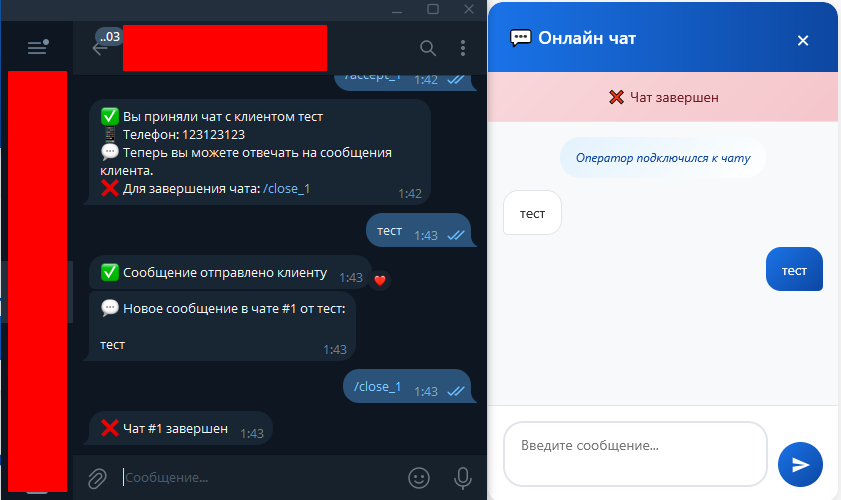 ..03
/accept_1 1:42
✅ Вы приняли чат с клиентом тест
📱 Телефон: 123123123
💬 Теперь вы можете отвечать на сообщения
клиента.
❌ Для завершения чата: /close_1
1:42
тест 1:43
✅ Сообщение отправлено клиенту 1:43
💬 Новое сообщение в чате #1 от тест:
тест
1:43
/close_1 1:43
❌ Чат #1 завершен 1:43
Сообщение...
💬 Онлайн чат
❌ Чат завершен
Оператор подключился к чату
тест
тест
Введите сообщение...